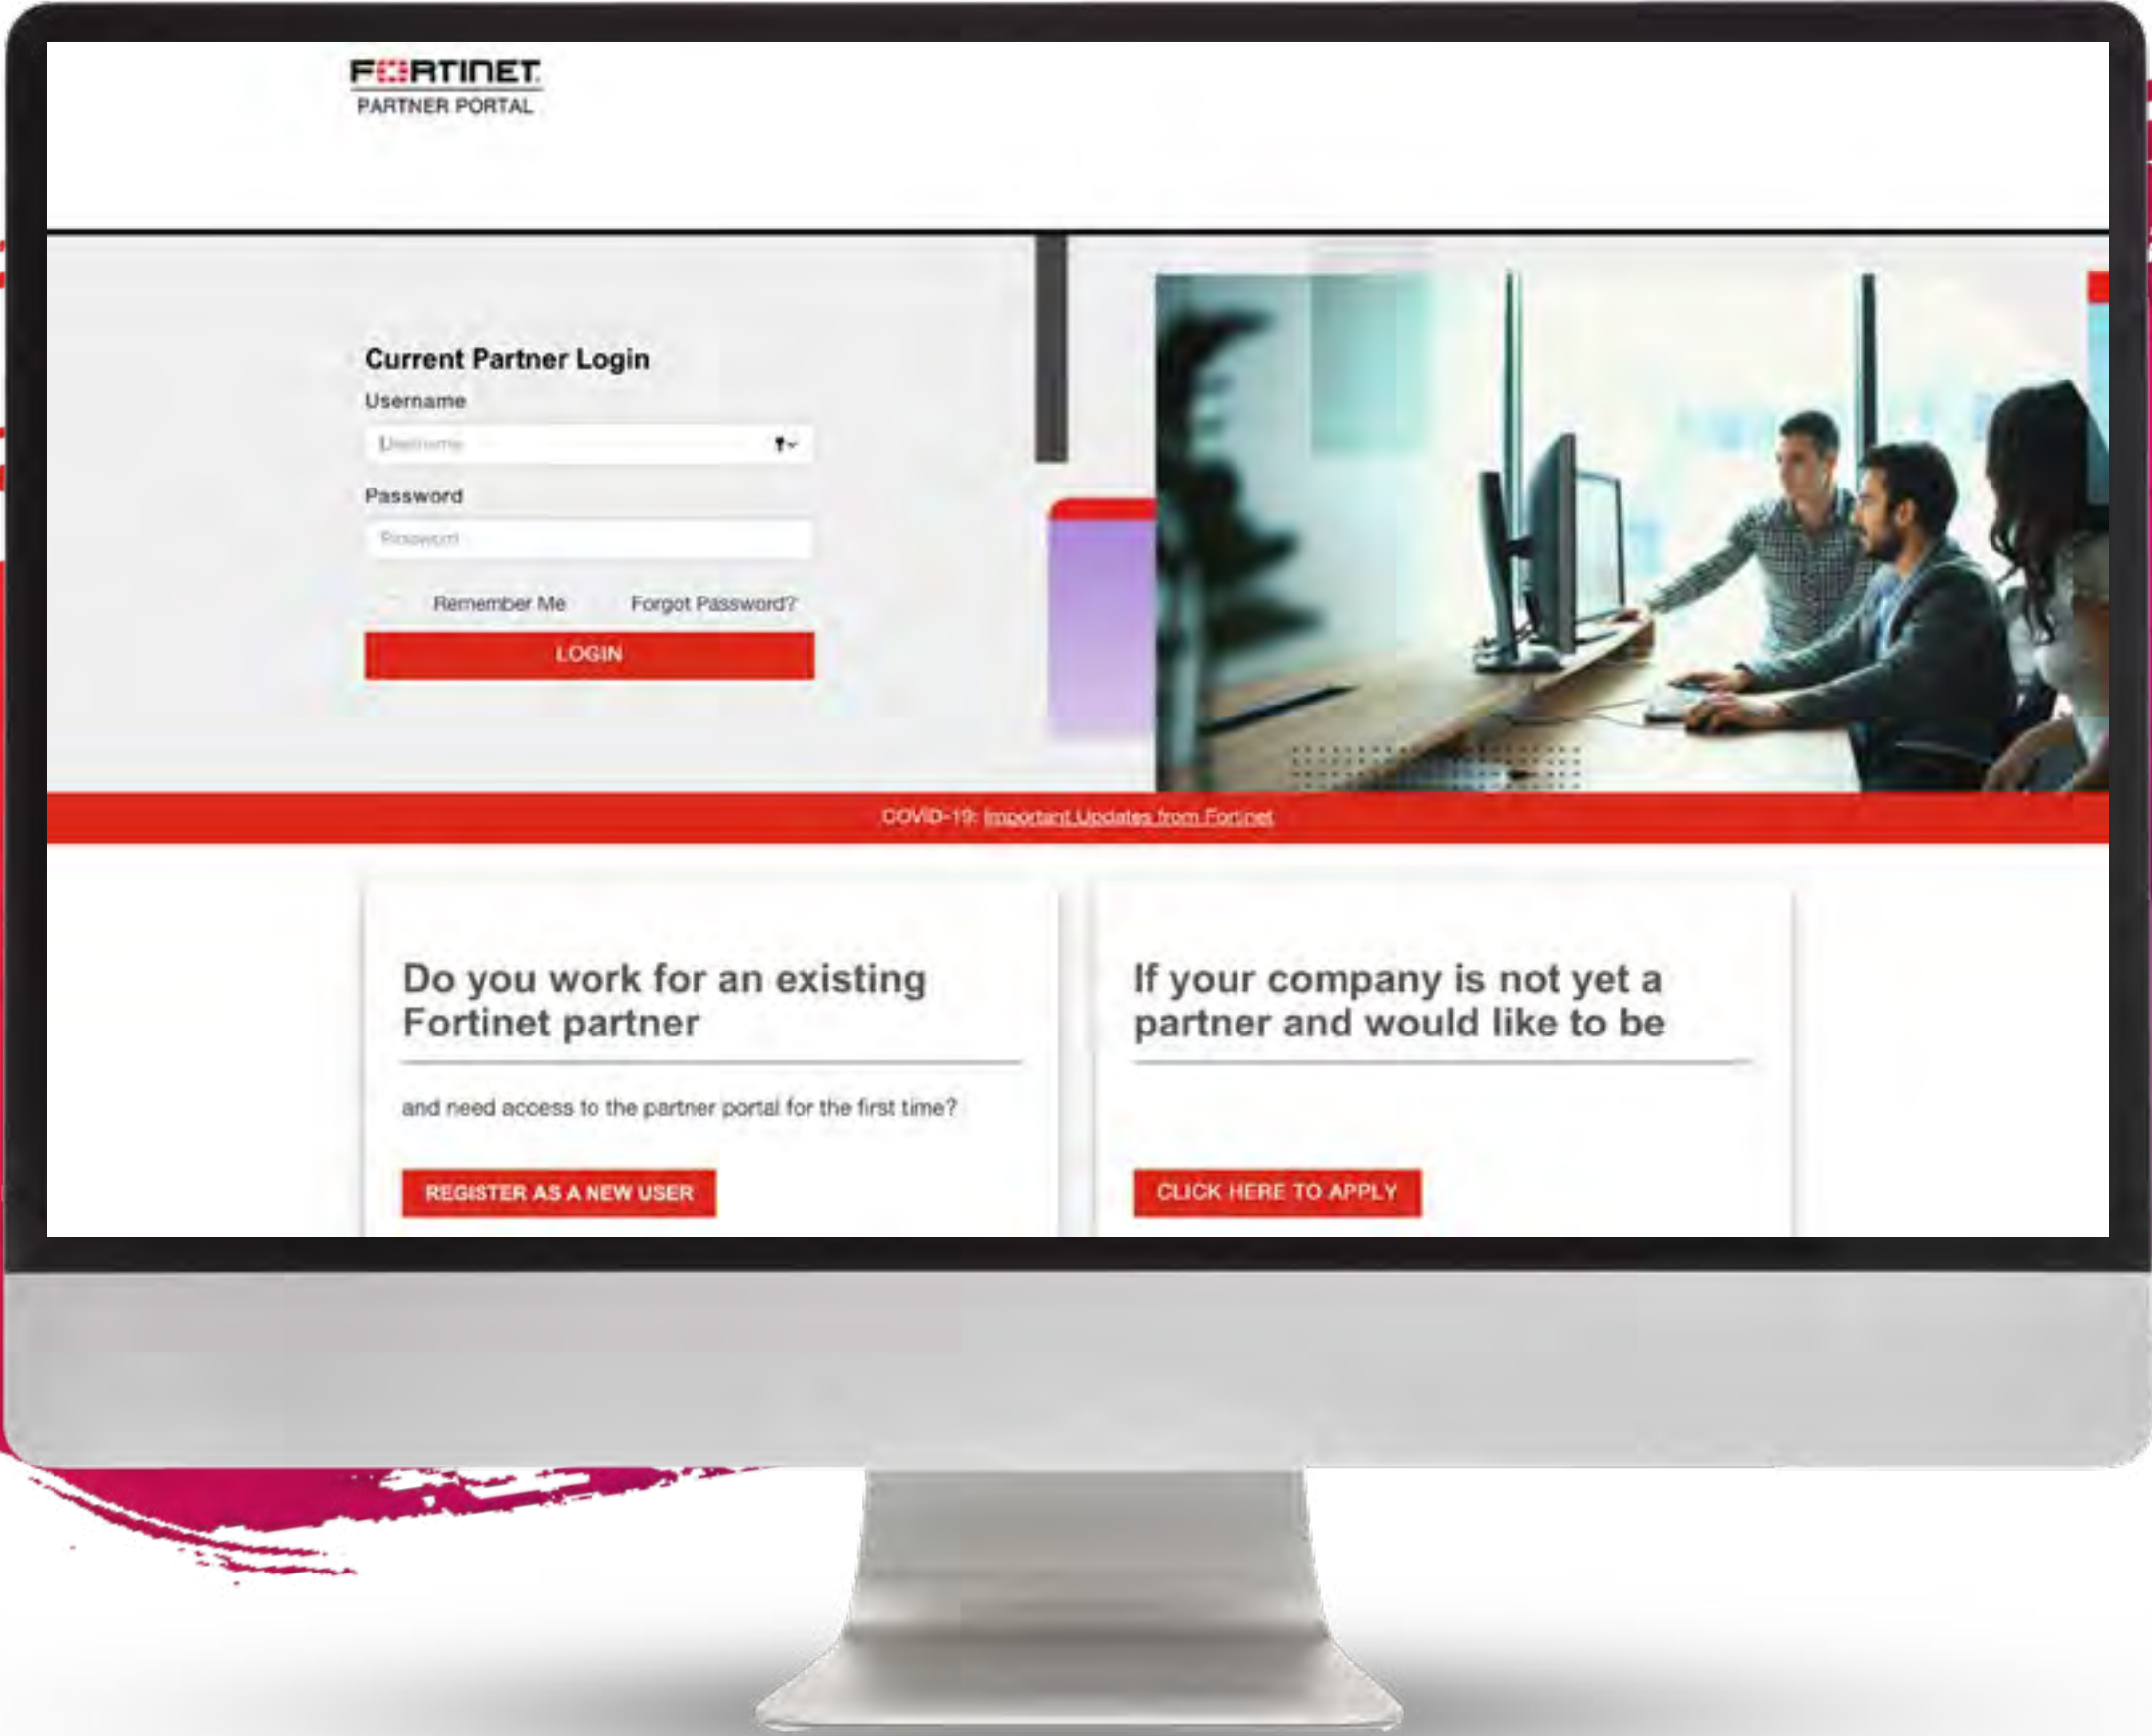 FORTINET
PARTNER PORTAL
Current Partner Login
Username
Username
Password
Password
Remember Me
Forgot Password?
LOGIN
COVID-19: Important Updates from Fortinet
Do you work for an existing
Fortinet partner
and need access to the partner portal for the first time?
REGISTER AS A NEW USER
If your company is not yet a
partner and would like to be
CLICK HERE TO APPLY